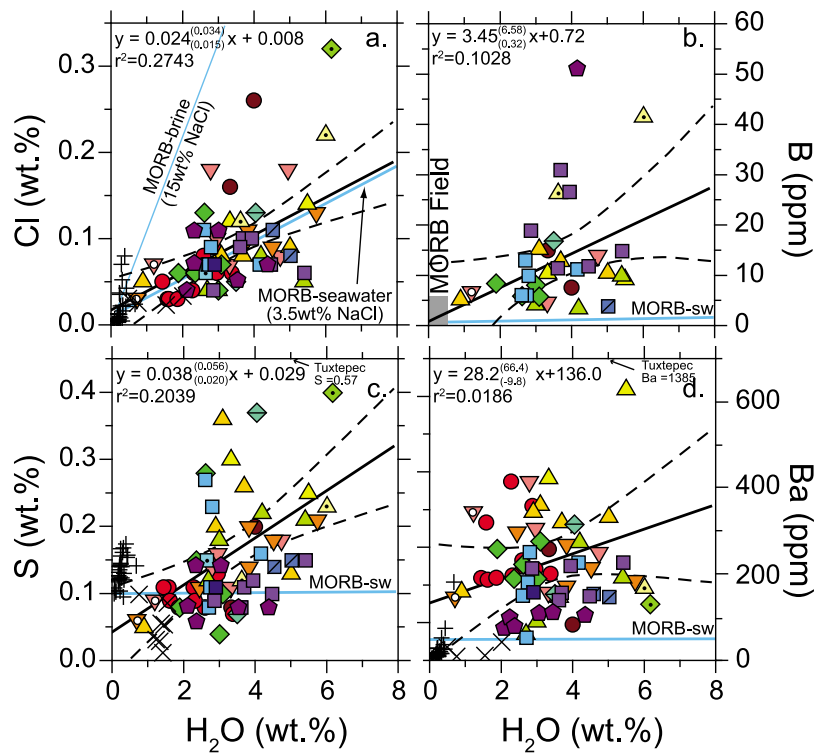 y = 0.024(0.034)(0.015)x + 0.008 a.
r²=0.2743
MORB-brine
(15wt% NaCl)
MORB-seawater
(3.5wt% NaCl)
Cl (wt.%)
0.3
0.2
0.1
0.0
y = 3.45(6.58)(0.32)x+0.72 b.
r²=0.1028
MORB Field
MORB-sw
B (ppm)
60
50
40
30
20
10
0
y = 0.038(0.056)(0.020)x + 0.029 c.
r²=0.2039
Tuxtepec
S =0.57
MORB-sw
S (wt.%)
0.4
0.3
0.2
0.1
0.0
0 2 4 6 8
H₂O (wt.%)
y = 28.2(66,4)(-9.8)x+136.0 d.
r²=0.0186
Tuxtepec
Ba =1385
MORB-sw
Ba (ppm)
600
400
200
0
0 2 4 6 8
H₂O (wt.%)